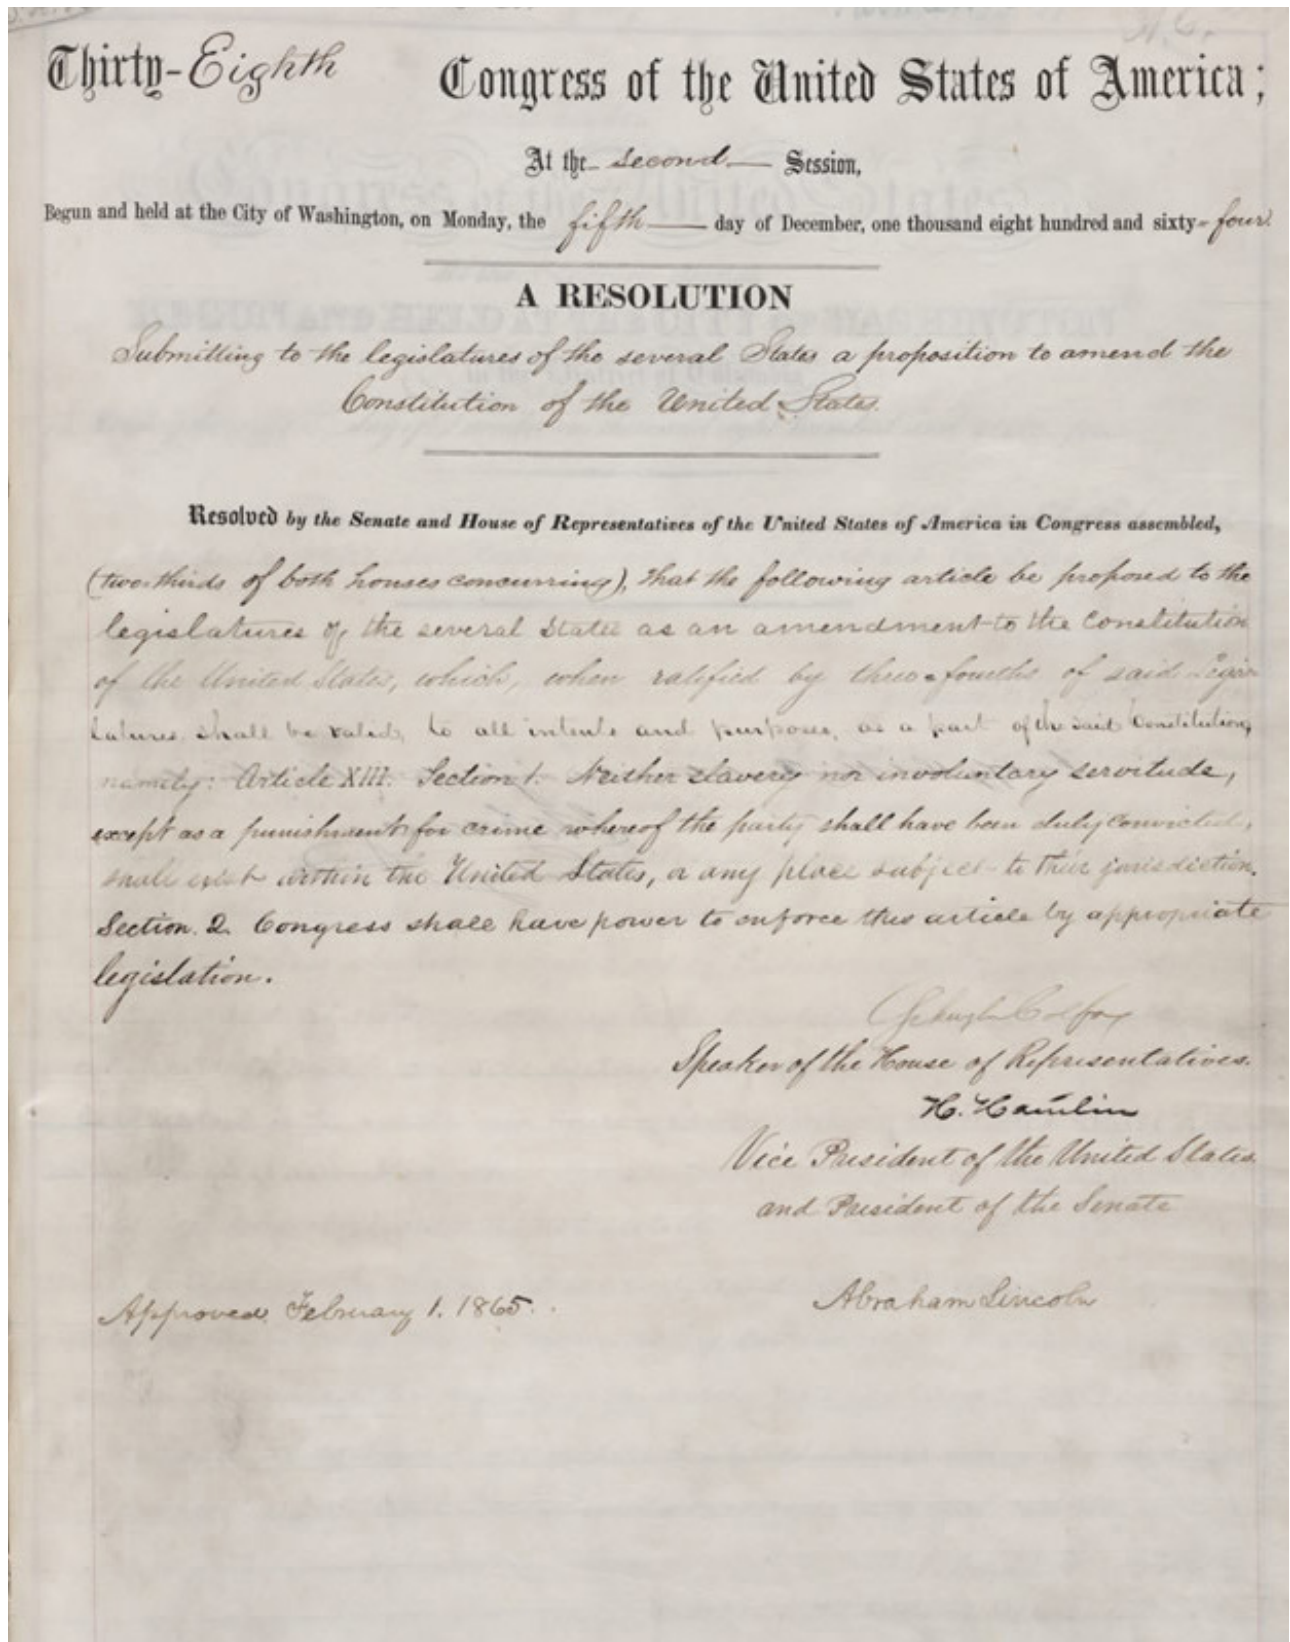 Thirty-Eighth Congress of the United States of America;
At the second Session,
Begun and held at the City of Washington, on Monday, the fifth day of December, one thousand eight hundred and sixty-four.
A RESOLUTION
Submitting to the legislatures of the several States a proposition to amend the
Constitution of the United States.
Resolved by the Senate and House of Representatives of the United States of America in Congress assembled,
(two-thirds of both houses concurring), that the following article be proposed to the
legislatures of the several States as an amendment to the Constitution
of the United States, which, when ratified by three-fourths of said Legis-
latures shall be valid, to all intents and purposes, as a part of the said Constitution,
namely: Article XIII. Section 1. Neither slavery nor involuntary servitude,
except as a punishment for crime whereof the party shall have been duly convicted,
shall exist within the United States, or any place subject to their jurisdiction.
Section. 2. Congress shall have power to enforce this article by appropriate
legislation.
Schuyler Colfax
Speaker of the House of Representatives.
H. Hamlin
Vice President of the United States.
and President of the Senate
Approved, February 1. 1865. Abraham Lincoln